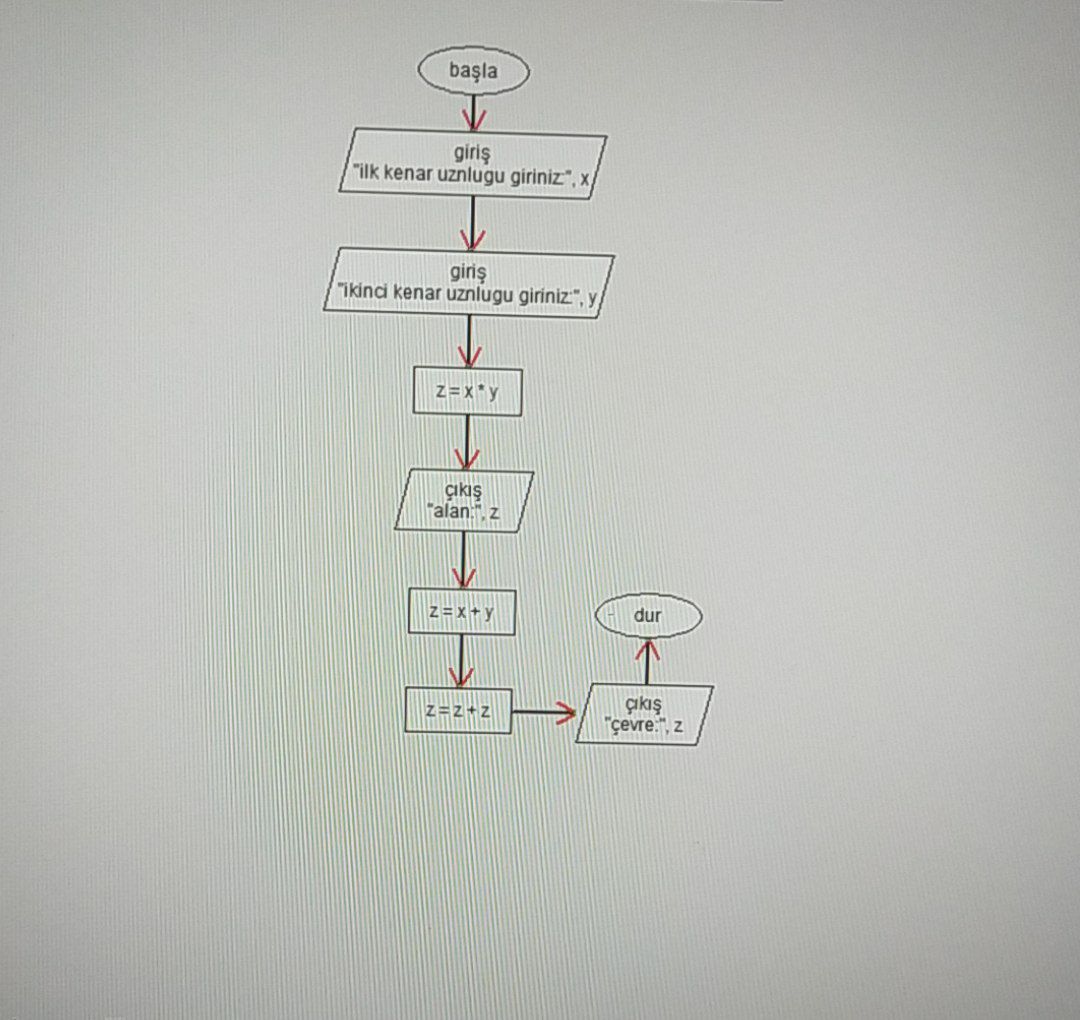 başla
giriş
"ilk kenar uznlugu giriniz:", x
giriş
"ikinci kenar uznlugu giriniz:", y
z = x * y
çıkış
"alan:", z
z = x + y
z = z + z
çıkış
"çevre:", z
dur